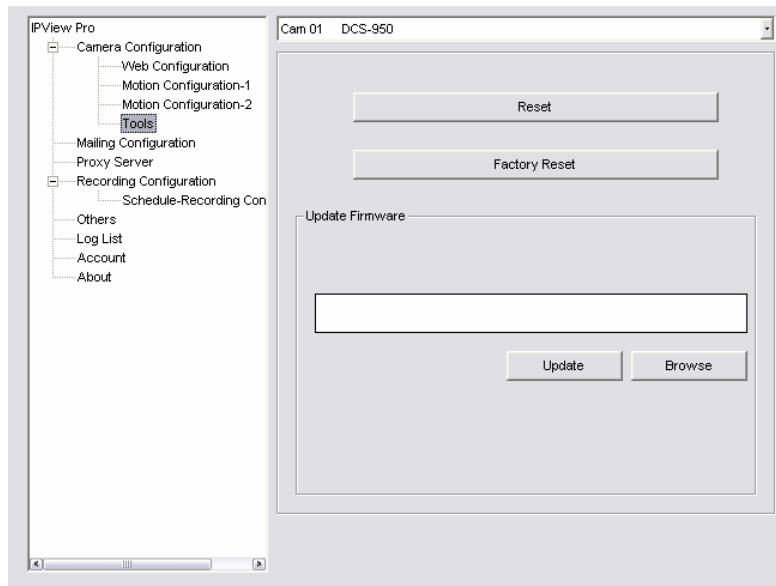 IPView Pro
Camera Configuration
Web Configuration
Motion Configuration-1
Motion Configuration-2
Tools
Mailing Configuration
Proxy Server
Recording Configuration
Schedule-Recording Con
Others
Log List
Account
About
Cam 01 DCS-950
Reset
Factory Reset
Update Firmware
Update Browse